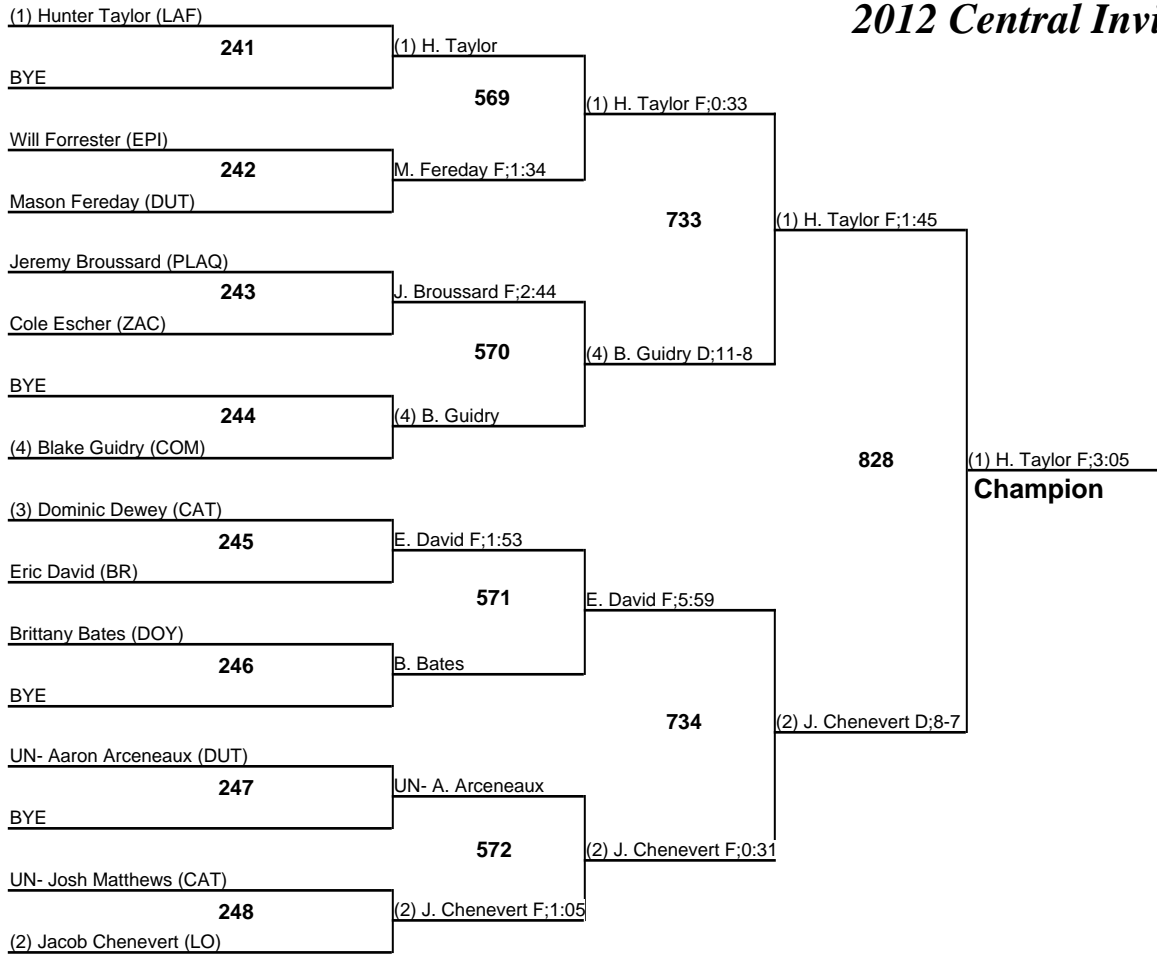 2012 Central Invi
(1) Hunter Taylor (LAF)
241
BYE
(1) H. Taylor
569
Will Forrester (EPI)
242
Mason Fereday (DUT)
M. Fereday F;1:34
(1) H. Taylor F;0:33
733
Jeremy Broussard (PLAQ)
243
Cole Escher (ZAC)
J. Broussard F;2:44
570
BYE
244
(4) Blake Guidry (COM)
(4) B. Guidry
(4) B. Guidry D;11-8
(1) H. Taylor F;1:45
828
(1) H. Taylor F;3:05
Champion
(3) Dominic Dewey (CAT)
245
Eric David (BR)
E. David F;1:53
571
Brittany Bates (DOY)
246
BYE
B. Bates
E. David F;5:59
734
(2) J. Chenevert D;8-7
UN- Aaron Arceneaux (DUT)
247
BYE
UN- A. Arceneaux
572
(2) J. Chenevert F;0:31
UN- Josh Matthews (CAT)
248
(2) Jacob Chenevert (LO)
(2) J. Chenevert F;1:05